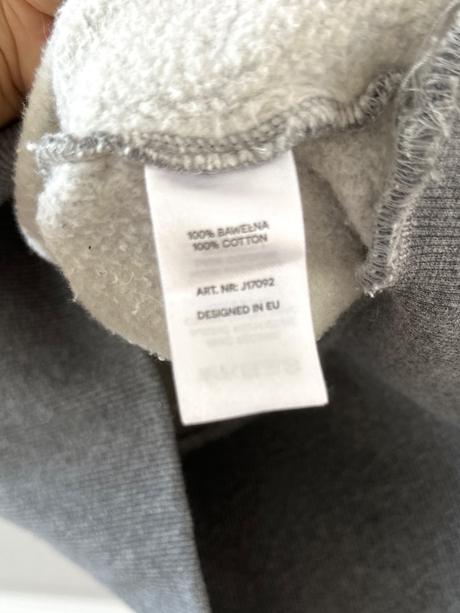 100% BAWEŁNA
100% COTTON
ART. NR: J17092
DESIGNED IN EU